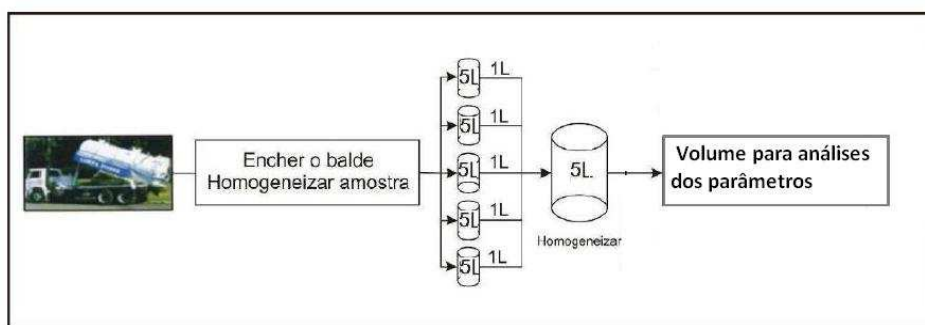 Encher o balde
Homogeneizar amostra
5L
1L
5L
1L
5L
1L
5L
1L
5L
1L
5L.
Homogeneizar
Volume para análises
dos parâmetros